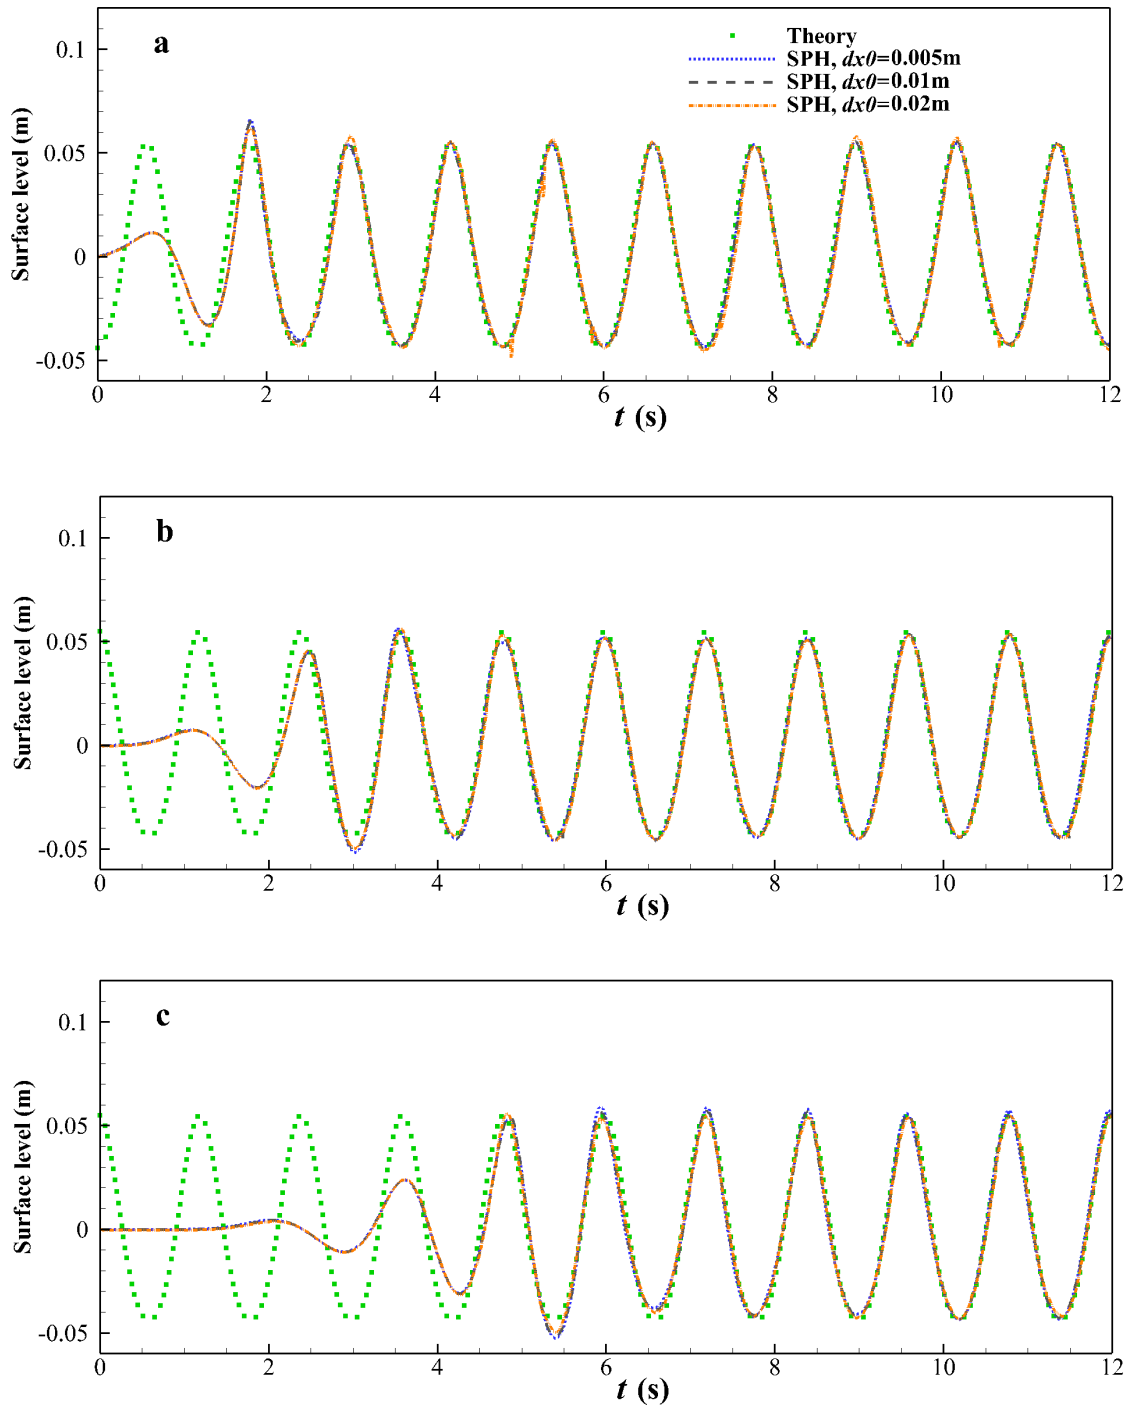 a
Theory
SPH, dx0=0.005m
SPH, dx0=0.01m
SPH, dx0=0.02m
Surface level (m)
0.1
0.05
0
-0.05
0 2 4 6 8 10 12
t (s)
b
Surface level (m)
0.1
0.05
0
-0.05
0 2 4 6 8 10 12
t (s)
c
Surface level (m)
0.1
0.05
0
-0.05
0 2 4 6 8 10 12
t (s)